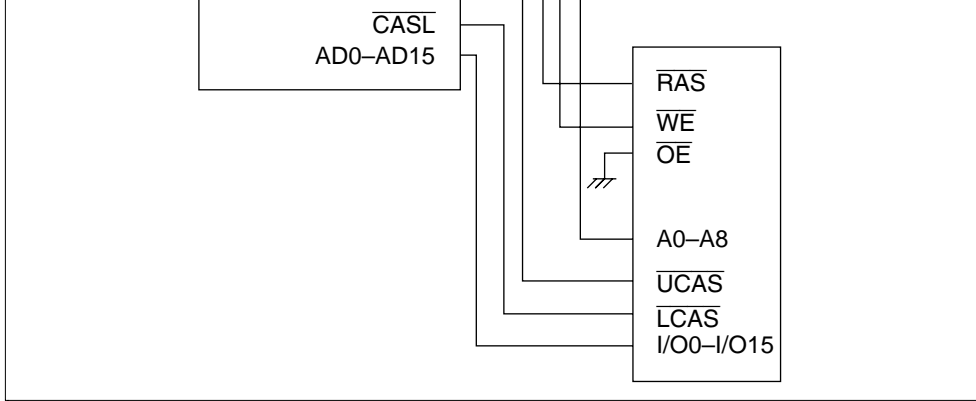 CASL
AD0–AD15
RAS
WE
OE
A0–A8
UCAS
LCAS
I/O0–I/O15